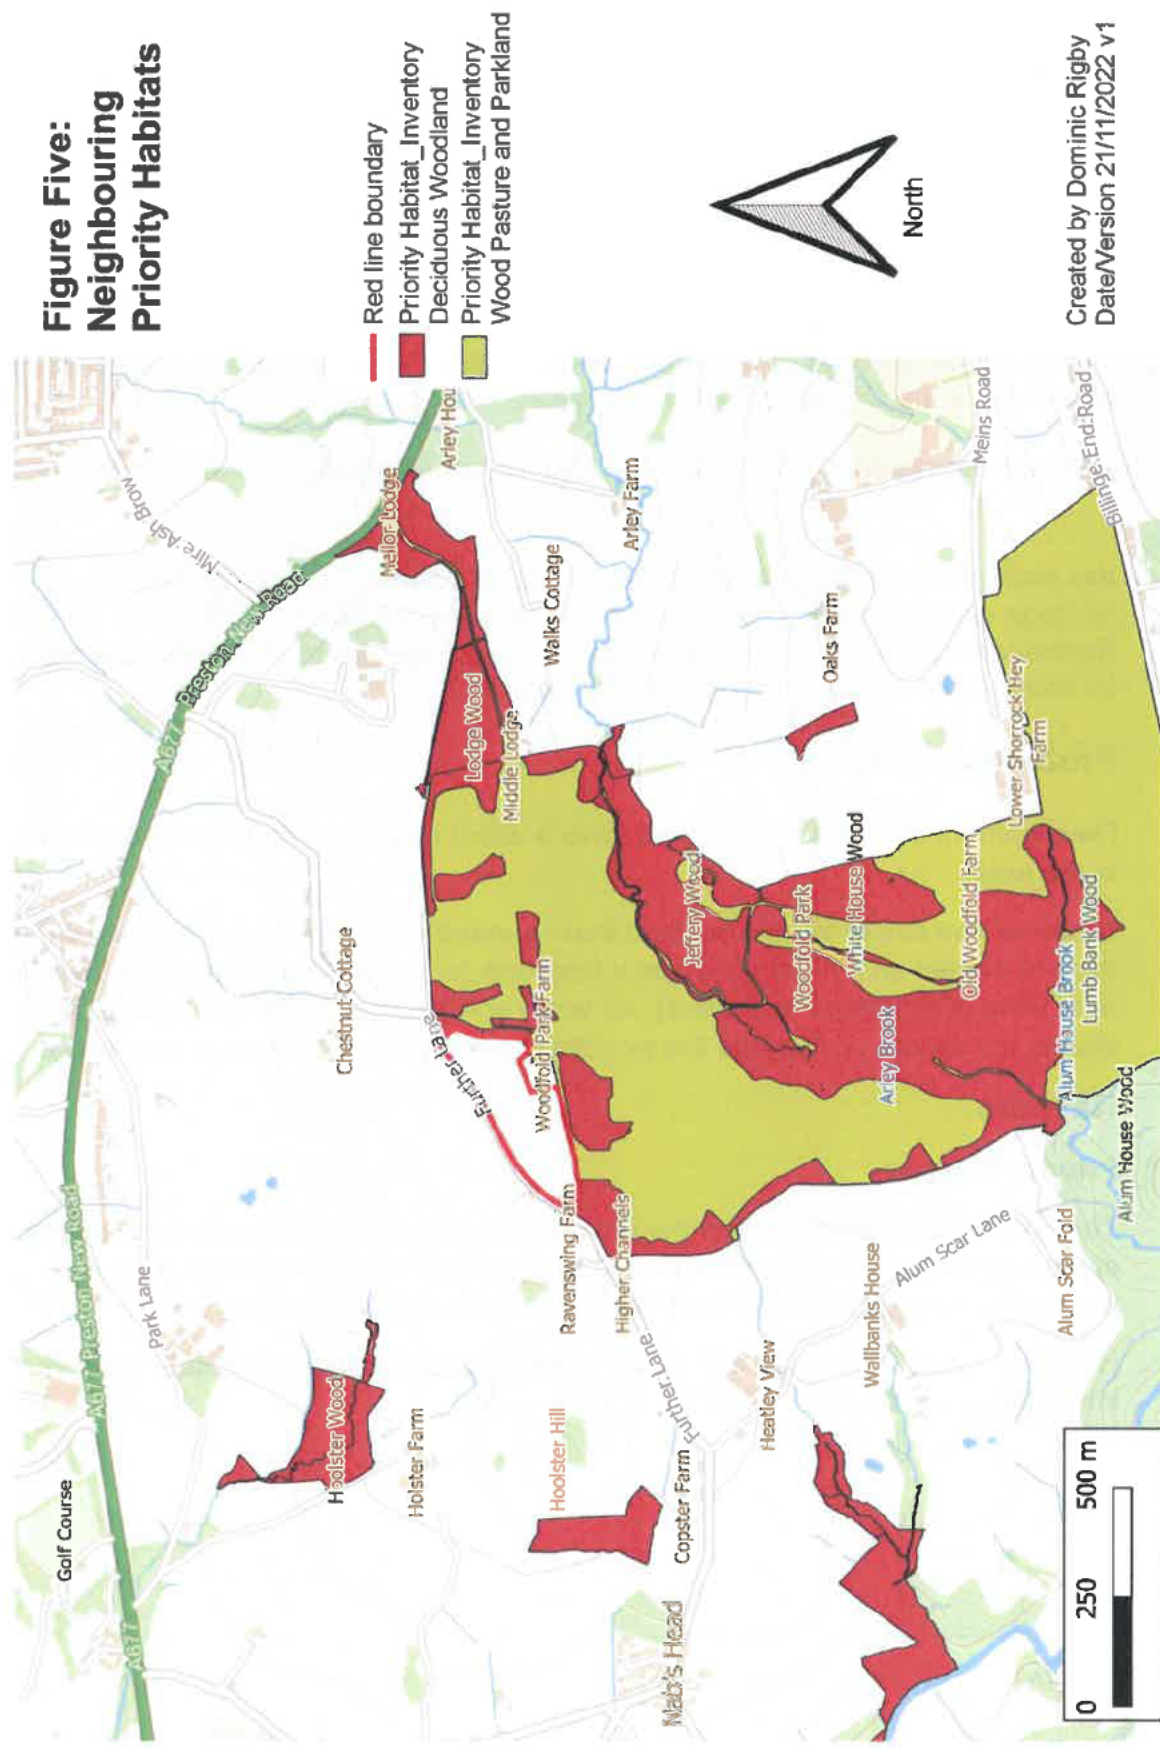 Figure Five:
Neighbouring
Priority Habitats
Red line boundary
Priority Habitat_Inventory
Deciduous Woodland
Priority Habitat_Inventory
Wood Pasture and Parkland
North
Created by Dominic Rigby
Date/Version 21/11/2022 v1
Golf Course
A677
A677 Preston New Road
A677
Preston New Road
Mire Ash Brow
Park Lane
Mellor Lodge
Arley Hou
Hoolster Wood
Holster Farm
Chestnut Cottage
Further Lane
Further Lane
Lodge Wood
Middle Lodge
Walks Cottage
Arley Farm
Hoolster Hill
Ravenswing Farm
Woodfold Park Farm
Higher Channels
Further Lane
Copster Farm
Nab's Head
Heatley View
Jeffery Wood
Woodfold Park
White House Wood
Oaks Farm
Wallbanks House
Alum Scar Lane
Arley Brook
Old Woodfold Farm
Lower Shorrock Hey
Farm
Meins Road
Alum Scar Fold
Alum House Brook
Lumb Bank Wood
Alum House Wood
Billinge End Road
0
250
500 m